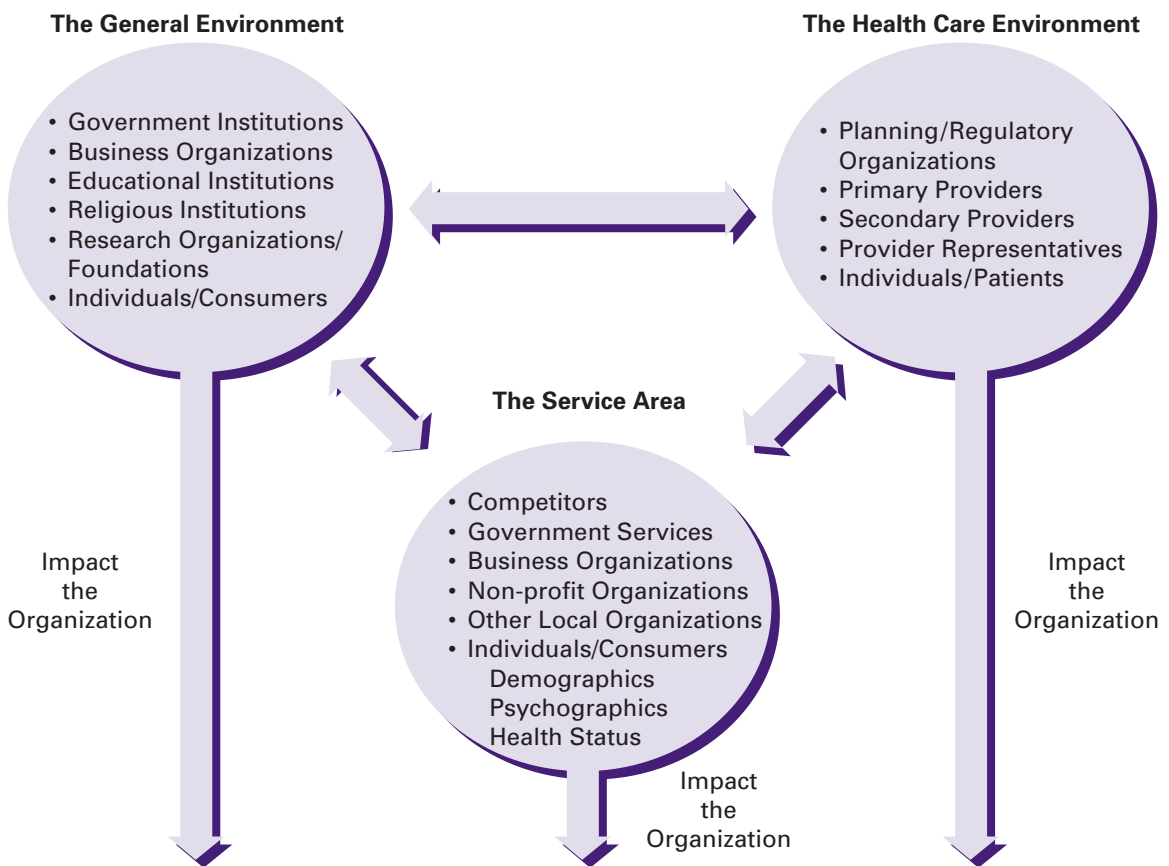 The General Environment
• Government Institutions
• Business Organizations
• Educational Institutions
• Religious Institutions
• Research Organizations/
Foundations
• Individuals/Consumers
The Health Care Environment
• Planning/Regulatory
Organizations
• Primary Providers
• Secondary Providers
• Provider Representatives
• Individuals/Patients
The Service Area
• Competitors
• Government Services
• Business Organizations
• Non-profit Organizations
• Other Local Organizations
• Individuals/Consumers
Demographics
Psychographics
Health Status
Impact
the
Organization
Impact
the
Organization
Impact
the
Organization